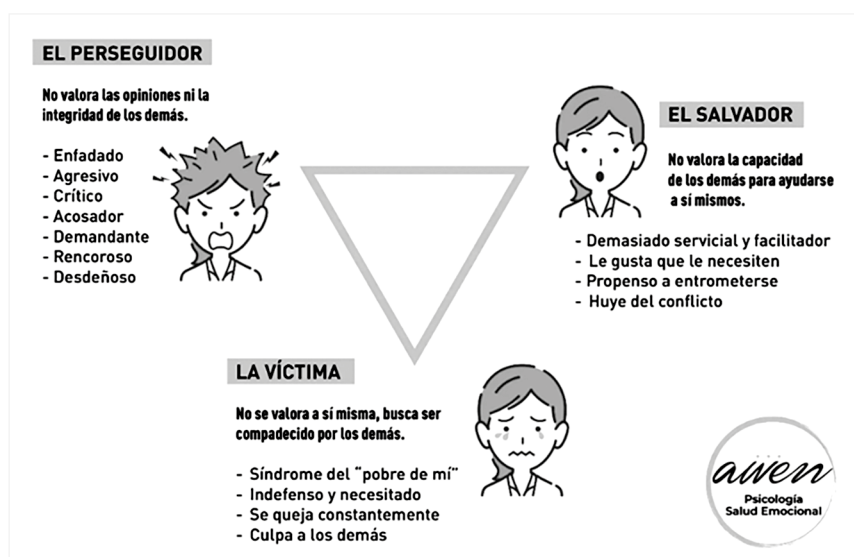 EL PERSEGUIDOR
No valora las opiniones ni la
integridad de los demás.
- Enfadado
- Agresivo
- Crítico
- Acosador
- Demandante
- Rencoroso
- Desdeñoso
EL SALVADOR
No valora la capacidad
de los demás para ayudarse
a sí mismos.
- Demasiado servicial y facilitador
- Le gusta que le necesiten
- Propenso a entrometerse
- Huye del conflicto
LA VÍCTIMA
No se valora a sí misma, busca ser
compadecido por los demás.
- Síndrome del “pobre de mí”
- Indefenso y necesitado
- Se queja constantemente
- Culpa a los demás
awen
Psicología
Salud Emocional